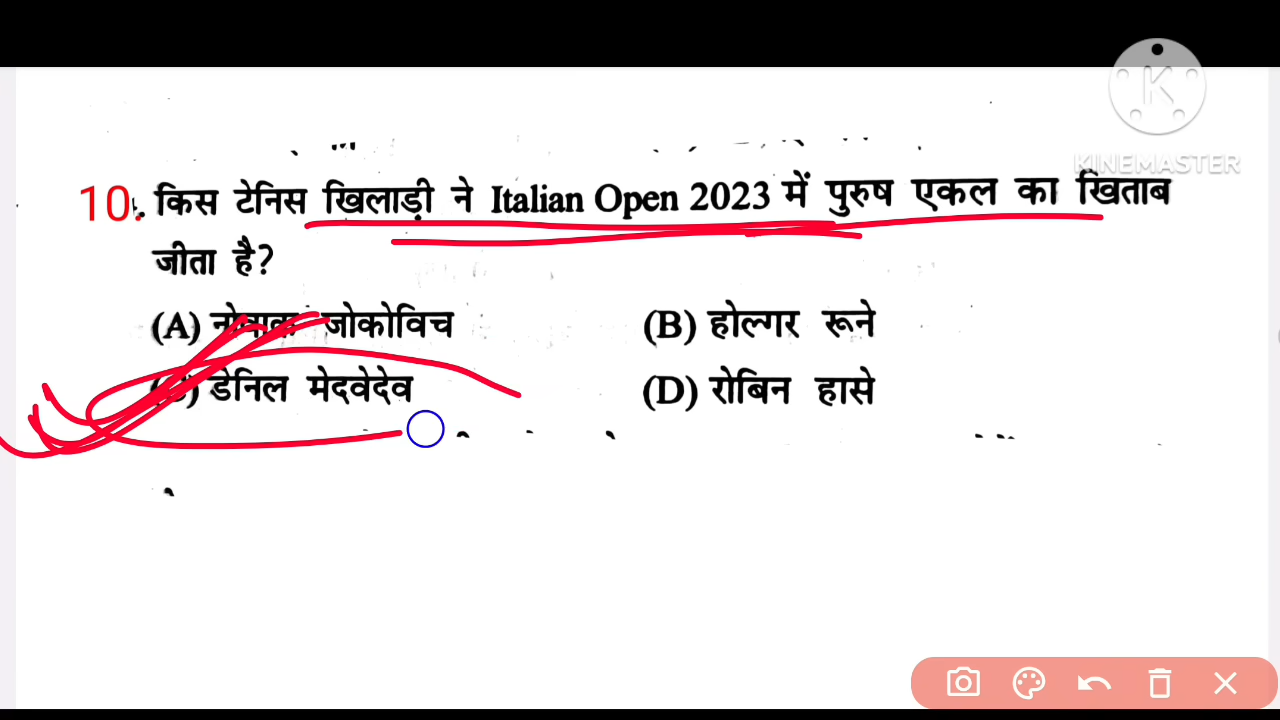 KINEMASTER
10. किस टेनिस खिलाड़ी ने Italian Open 2023 में पुरुष एकल का खिताब
जीता है?
(A) नोवाक जोकोविच (B) होल्गर रूने
(C) डेनिल मेदवेदेव (D) रोबिन हासे